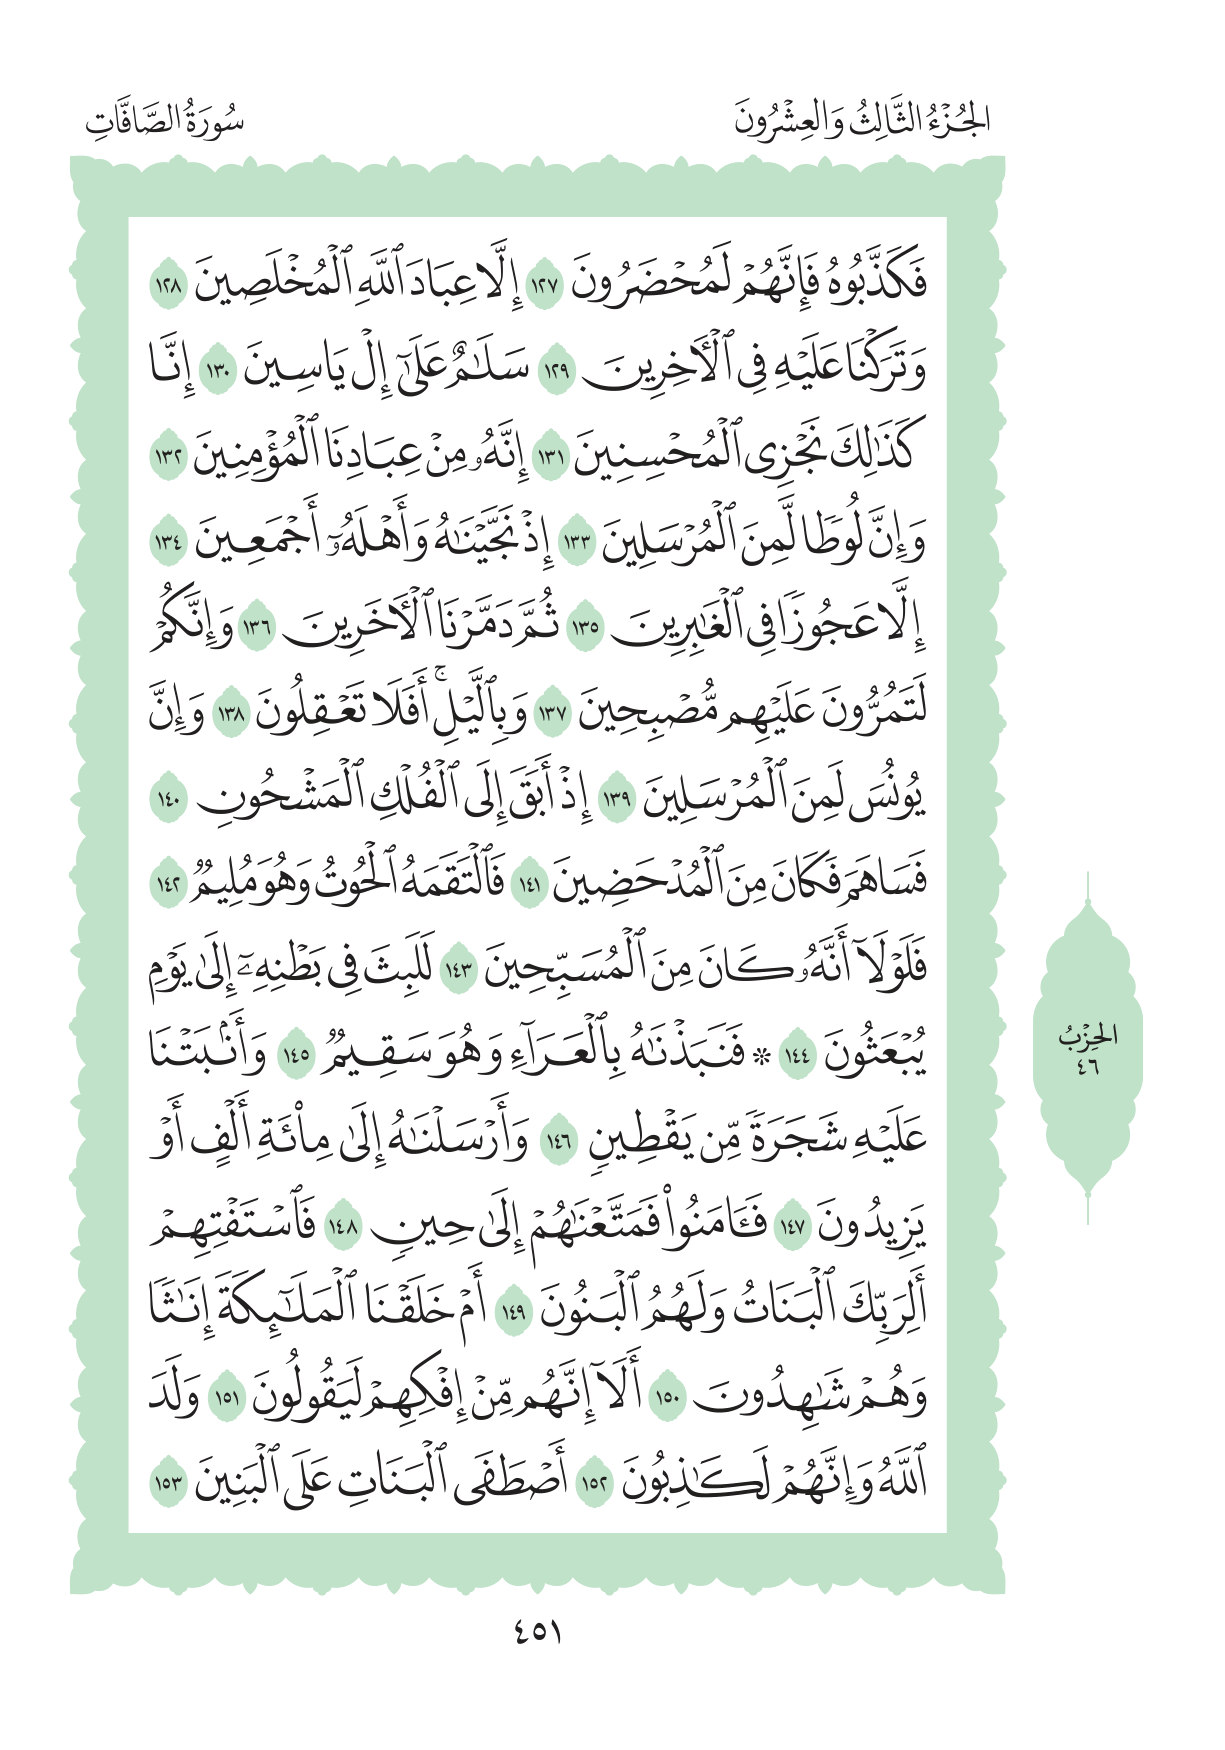 الجُزْءُ الثَّالِثُ وَالعِشْرُونَ
سُورَةُ الصَّافَّاتِ
فَكَذَّبُوهُ فَإِنَّهُمْ لَمُحْضَرُونَ ١٢٧ إِلَّا عِبَادَ ٱللَّهِ ٱلْمُخْلَصِينَ ١٢٨
وَتَرَكْنَا عَلَيْهِ فِى ٱلْأَخِرِينَ ١٢٩ سَلَـٰمٌ عَلَىٰٓ إِلْ يَاسِينَ ١٣٠ إِنَّا
كَذَٰلِكَ نَجْزِى ٱلْمُحْسِنِينَ ١٣١ إِنَّهُۥ مِنْ عِبَادِنَا ٱلْمُؤْمِنِينَ ١٣٢
وَإِنَّ لُوطًا لَّمِنَ ٱلْمُرْسَلِينَ ١٣٣ إِذْ نَجَّيْنَـٰهُ وَأَهْلَهُۥٓ أَجْمَعِينَ ١٣٤
إِلَّا عَجُوزًا فِى ٱلْغَـٰبِرِينَ ١٣٥ ثُمَّ دَمَّرْنَا ٱلْأَخَرِينَ ١٣٦ وَإِنَّكُمْ
لَتَمُرُّونَ عَلَيْهِم مُّصْبِحِينَ ١٣٧ وَبِٱلَّيْلِ ۚ أَفَلَا تَعْقِلُونَ ١٣٨ وَإِنَّ
يُونُسَ لَمِنَ ٱلْمُرْسَلِينَ ١٣٩ إِذْ أَبَقَ إِلَى ٱلْفُلْكِ ٱلْمَشْحُونِ ١٤٠
فَسَاهَمَ فَكَانَ مِنَ ٱلْمُدْحَضِينَ ١٤١ فَٱلْتَقَمَهُ ٱلْحُوتُ وَهُوَ مُلِيمٌ ١٤٢
فَلَوْلَآ أَنَّهُۥ كَانَ مِنَ ٱلْمُسَبِّحِينَ ١٤٣ لَلَبِثَ فِى بَطْنِهِۦٓ إِلَىٰ يَوْمِ
يُبْعَثُونَ ١٤٤ * فَنَبَذْنَـٰهُ بِٱلْعَرَآءِ وَهُوَ سَقِيمٌ ١٤٥ وَأَنۢبَتْنَا
عَلَيْهِ شَجَرَةً مِّن يَقْطِينٍ ١٤٦ وَأَرْسَلْنَـٰهُ إِلَىٰ مِا۟ئَةِ أَلْفٍ أَوْ
يَزِيدُونَ ١٤٧ فَـَٔامَنُوا۟ فَمَتَّعْنَـٰهُمْ إِلَىٰ حِينٍ ١٤٨ فَٱسْتَفْتِهِمْ
أَلِرَبِّكَ ٱلْبَنَاتُ وَلَهُمُ ٱلْبَنُونَ ١٤٩ أَمْ خَلَقْنَا ٱلْمَلَـٰٓئِكَةَ إِنَـٰثًا
وَهُمْ شَـٰهِدُونَ ١٥٠ أَلَآ إِنَّهُم مِّنْ إِفْكِهِمْ لَيَقُولُونَ ١٥١ وَلَدَ
ٱللَّهُ وَإِنَّهُمْ لَكَـٰذِبُونَ ١٥٢ أَصْطَفَى ٱلْبَنَاتِ عَلَى ٱلْبَنِينَ ١٥٣
الحِزْبُ
٤٦
٤٥١